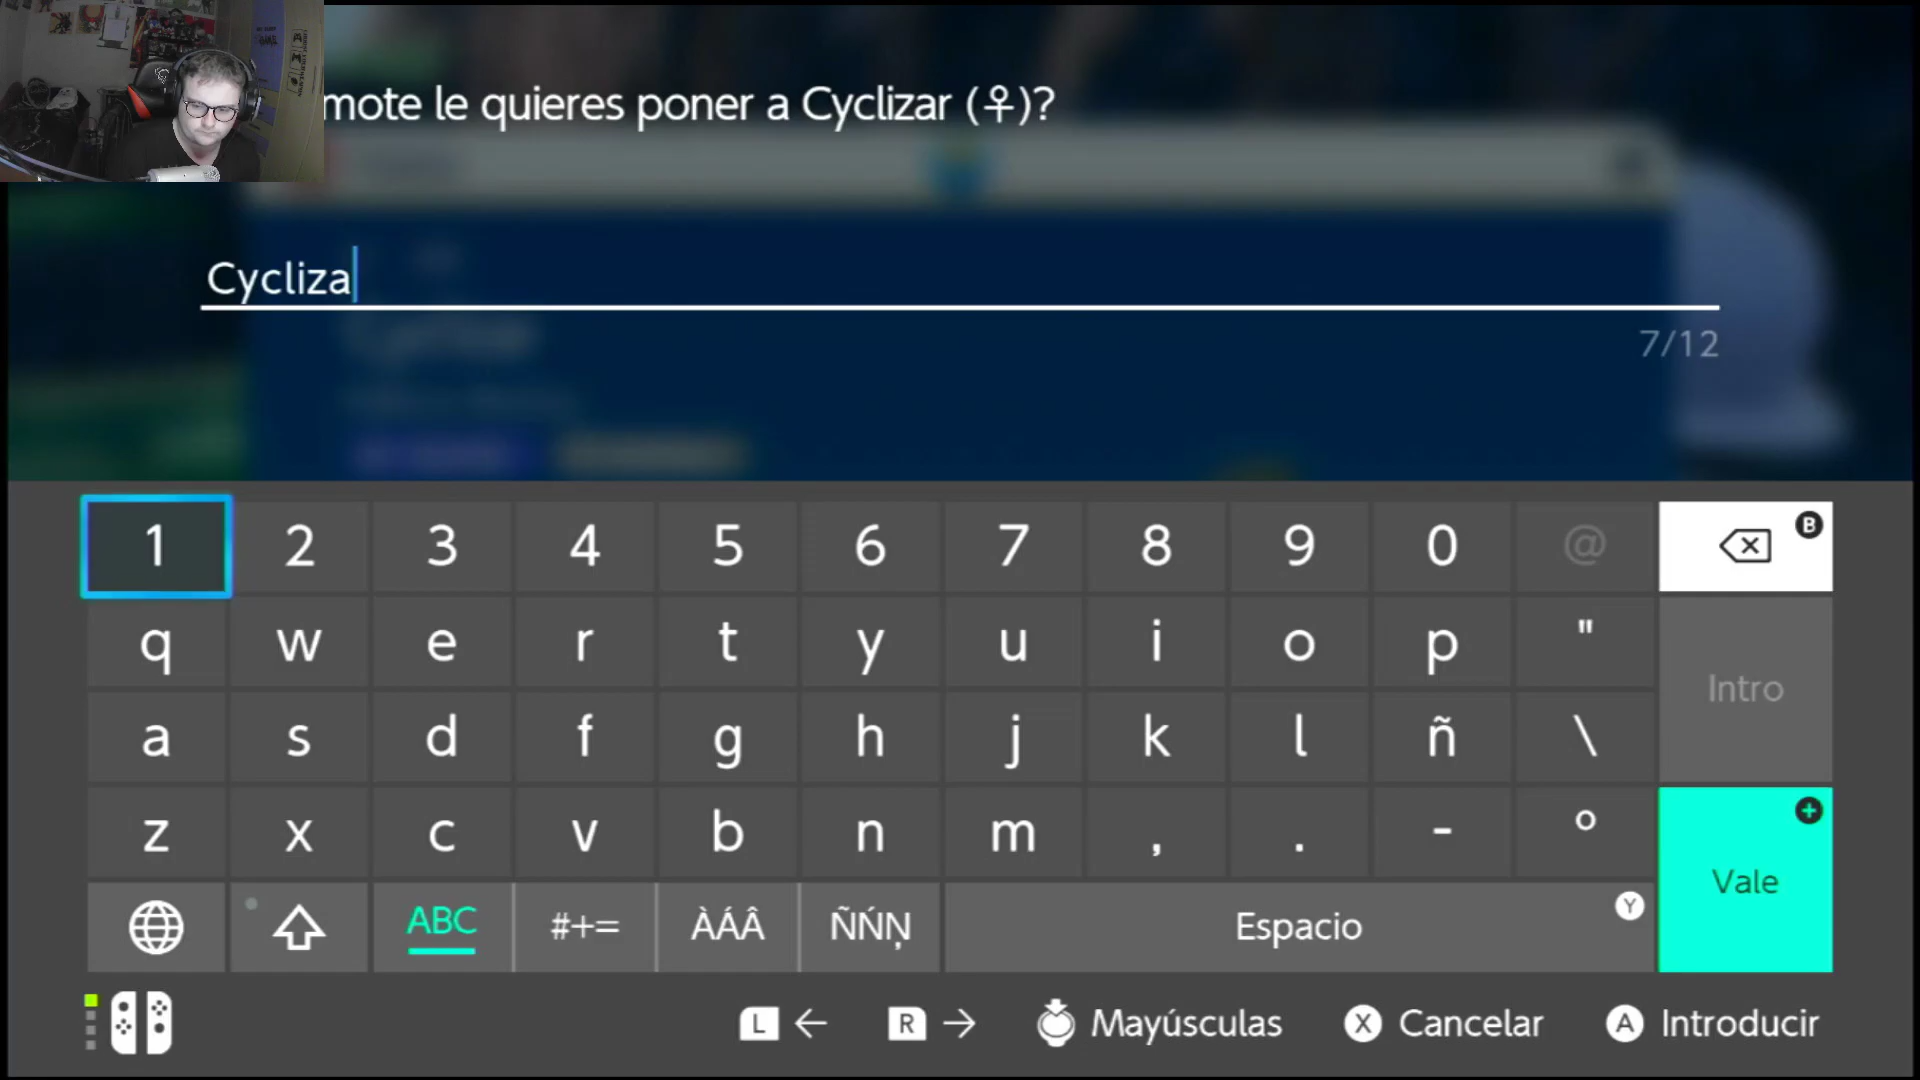 mote le quieres poner a Cyclizar (♀)?
Cycliza
7/12
1 2 3 4 5 6 7 8 9 0 @ B
q w e r t y u i o p "
Intro
a s d f g h j k l ñ \
z x c v b n m , . - º +
Vale
ABC #+= ÀÁÂ ÑŃŅ Espacio Y
L ← R → Mayúsculas X Cancelar A Introducir